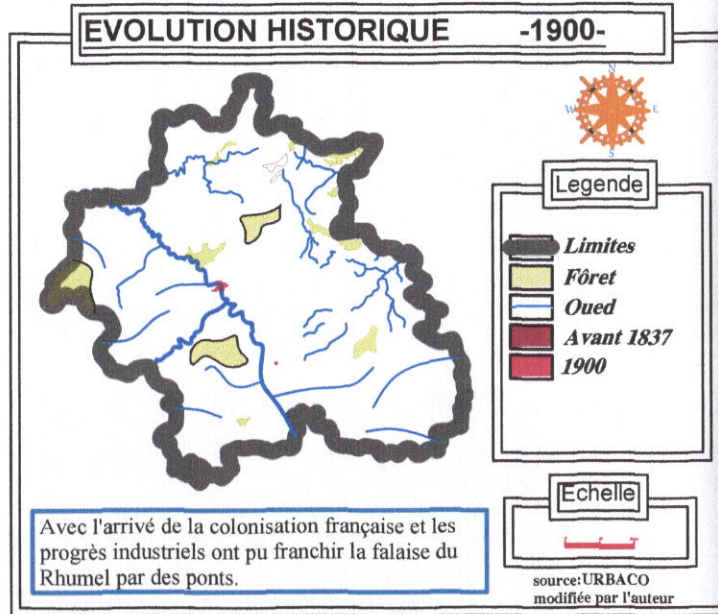 EVOLUTION HISTORIQUE -1900-
N
W E
S
Legende
Limites
Fôret
Oued
Avant 1837
1900
Echelle
Avec l'arrivé de la colonisation française et les
progrès industriels ont pu franchir la falaise du
Rhumel par des ponts.
source:URBACO
modifiée par l'auteur